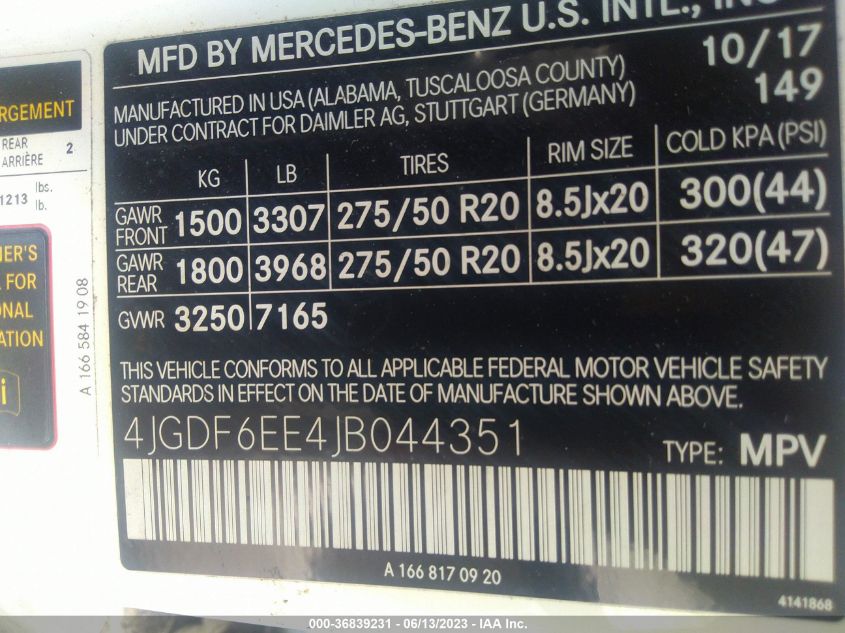 MFD BY MERCEDES-BENZ U.S. INTL., INC
10/17
MANUFACTURED IN USA (ALABAMA, TUSCALOOSA COUNTY)
149
UNDER CONTRACT FOR DAIMLER AG, STUTTGART (GERMANY)
KG LB TIRES RIM SIZE COLD KPA (PSI)
GAWR FRONT 1500 3307 275/50 R20 8.5Jx20 300(44)
GAWR REAR 1800 3968 275/50 R20 8.5Jx20 320(47)
GVWR 3250 7165
THIS VEHICLE CONFORMS TO ALL APPLICABLE FEDERAL MOTOR VEHICLE SAFETY
STANDARDS IN EFFECT ON THE DATE OF MANUFACTURE SHOWN ABOVE.
4JGDF6EE4JB044351
TYPE: MPV
A 166 817 09 20
4141868
RGEMENT
REAR 2
ARRIÈRE
1213 lbs.
lb.
NER'S
FOR
ONAL
ATION
i
A 166 584 19 08
000-36839231 - 06/13/2023 - IAA Inc.